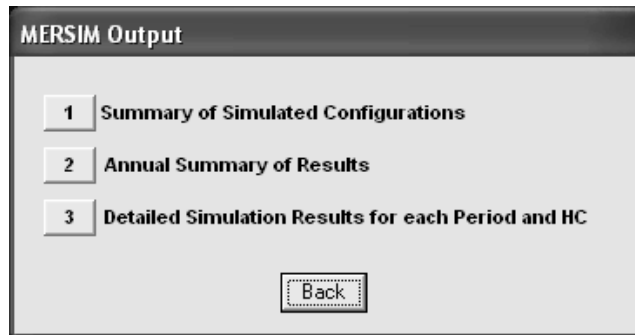 MERSIM Output
1 Summary of Simulated Configurations
2 Annual Summary of Results
3 Detailed Simulation Results for each Period and HC
Back